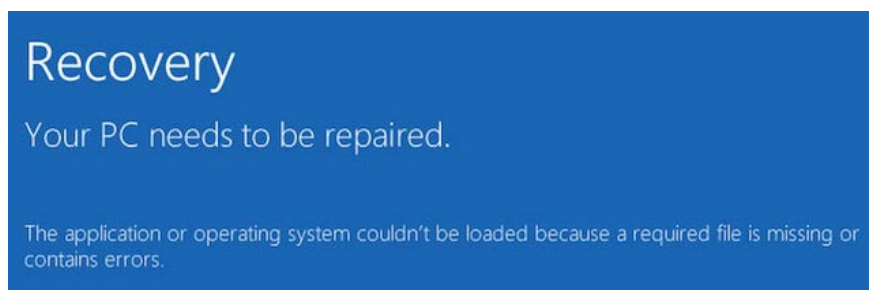 Recovery
Your PC needs to be repaired.
The application or operating system couldn't be loaded because a required file is missing or
contains errors.